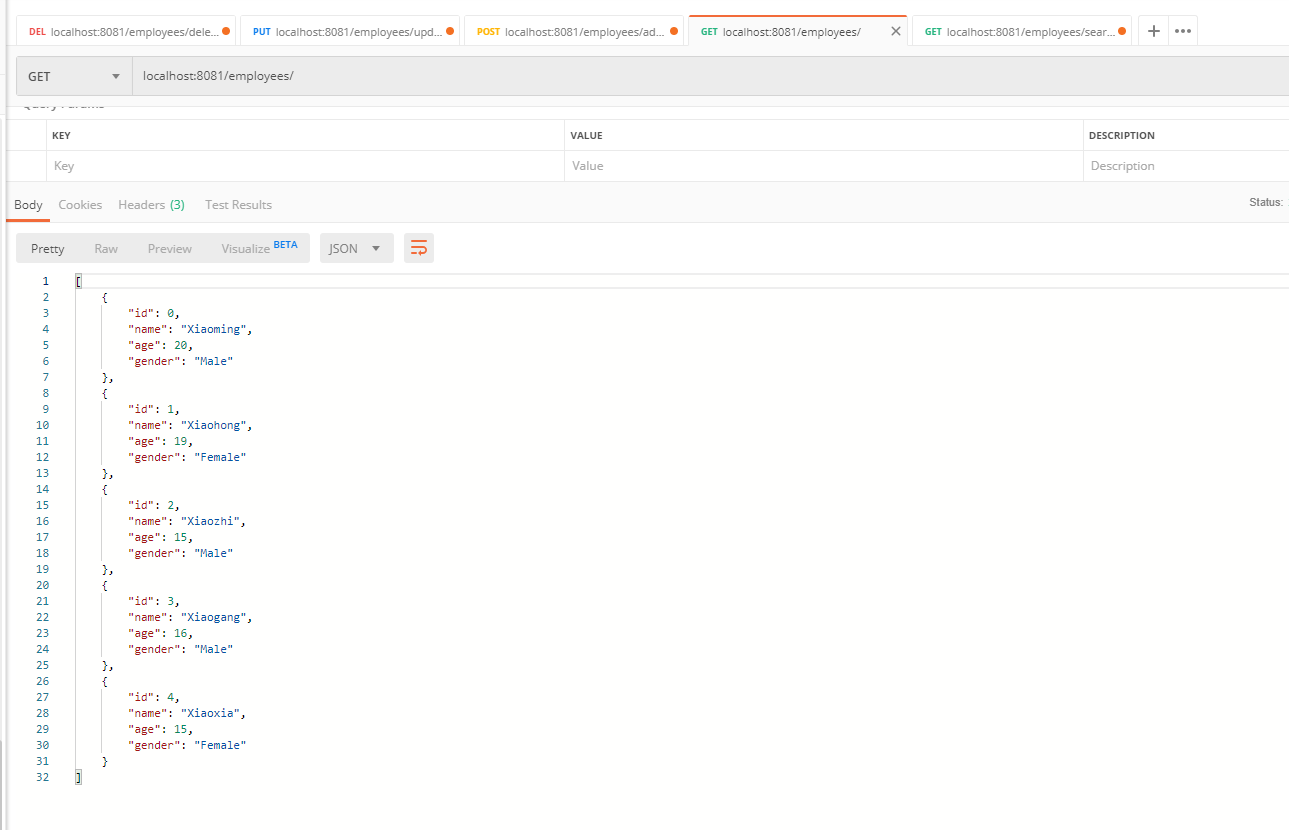 DEL localhost:8081/employees/dele... PUT localhost:8081/employees/upd... POST localhost:8081/employees/ad... GET localhost:8081/employees/ GET localhost:8081/employees/sear...
GET localhost:8081/employees/
Query Params
KEY VALUE DESCRIPTION
Key Value Description
Body Cookies Headers (3) Test Results Status:
Pretty Raw Preview Visualize BETA JSON
1 [
2 {
3 "id": 0,
4 "name": "Xiaoming",
5 "age": 20,
6 "gender": "Male"
7 },
8 {
9 "id": 1,
10 "name": "Xiaohong",
11 "age": 19,
12 "gender": "Female"
13 },
14 {
15 "id": 2,
16 "name": "Xiaozhi",
17 "age": 15,
18 "gender": "Male"
19 },
20 {
21 "id": 3,
22 "name": "Xiaogang",
23 "age": 16,
24 "gender": "Male"
25 },
26 {
27 "id": 4,
28 "name": "Xiaoxia",
29 "age": 15,
30 "gender": "Female"
31 }
32 ]